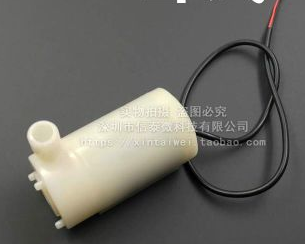 实物拍摄 盗图必究
深圳市信泰微科技有限公司
https://xintaiwei.taobao.com